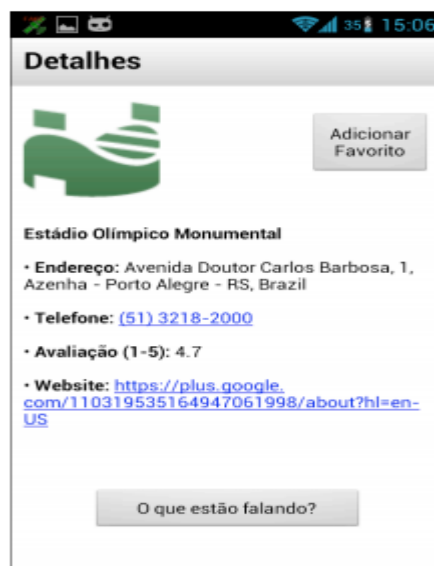 35 15:06
Detalhes
Adicionar
Favorito
Estádio Olímpico Monumental
• Endereço: Avenida Doutor Carlos Barbosa, 1,
Azenha - Porto Alegre - RS, Brazil
• Telefone: (51) 3218-2000
• Avaliação (1-5): 4.7
• Website: https://plus.google.
com/110319535164947061998/about?hl=en-
US
O que estão falando?